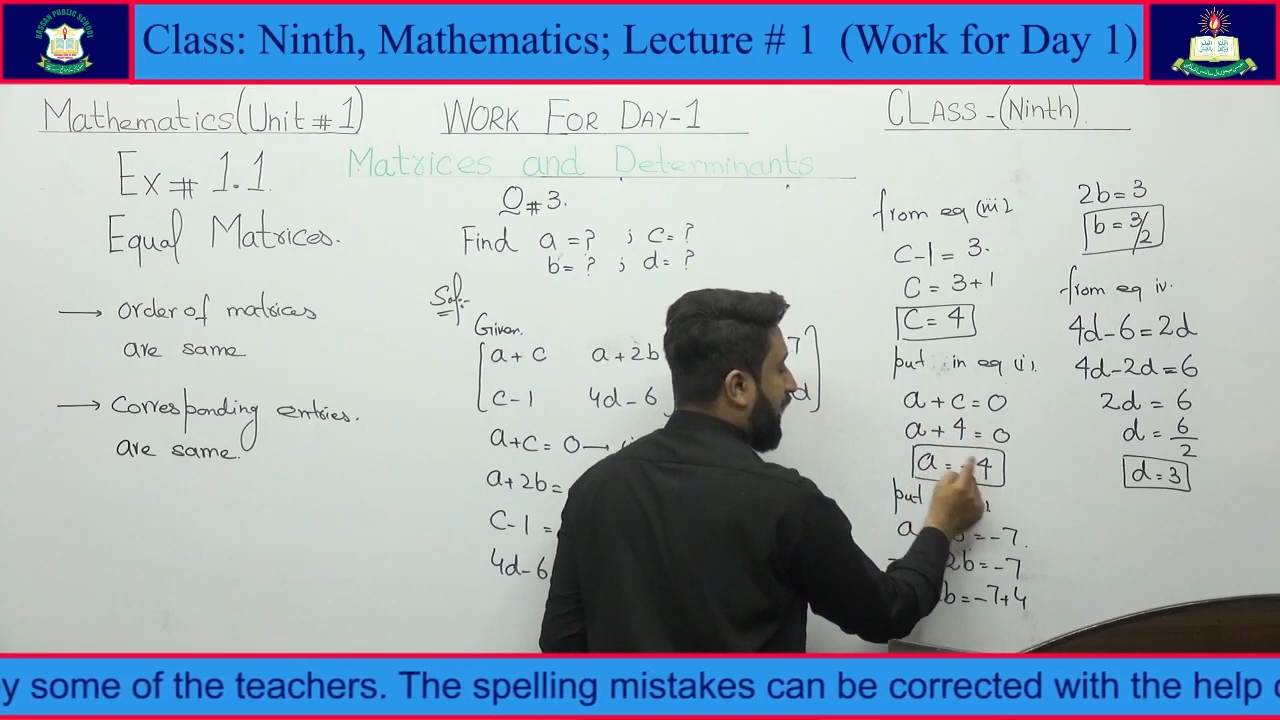 HASSAN PUBLIC SCHOOL
Class: Ninth, Mathematics; Lecture # 1 (Work for Day 1)
Mathematics(Unit # 1)
WORK FOR DAY-1
CLASS-(Ninth).
Matrices and Determinants
Ex# 1.1
Equal Matrices.
→ Order of matrices
are same
→ Corresponding entries.
are same.
Q#3.
Find a = ? ; c = ?
b = ? ; d = ?
Sol:-
Given.
a + c a + 2b 7
c - 1 4d - 6 d
a+c = 0 →
a+2b =
c-1 =
4d-6
from eq (iii)
c-1 = 3.
c = 3+1
c = 4
put in eq (i).
a + c = 0
a + 4 = 0
a = -4
put
a = -7.
2b = -7
b = -7+4
2b = 3
b = 3/2
from eq iv.
4d-6 = 2d
4d-2d = 6
2d = 6
d = 6/2
d = 3
y some of the teachers. The spelling mistakes can be corrected with the help